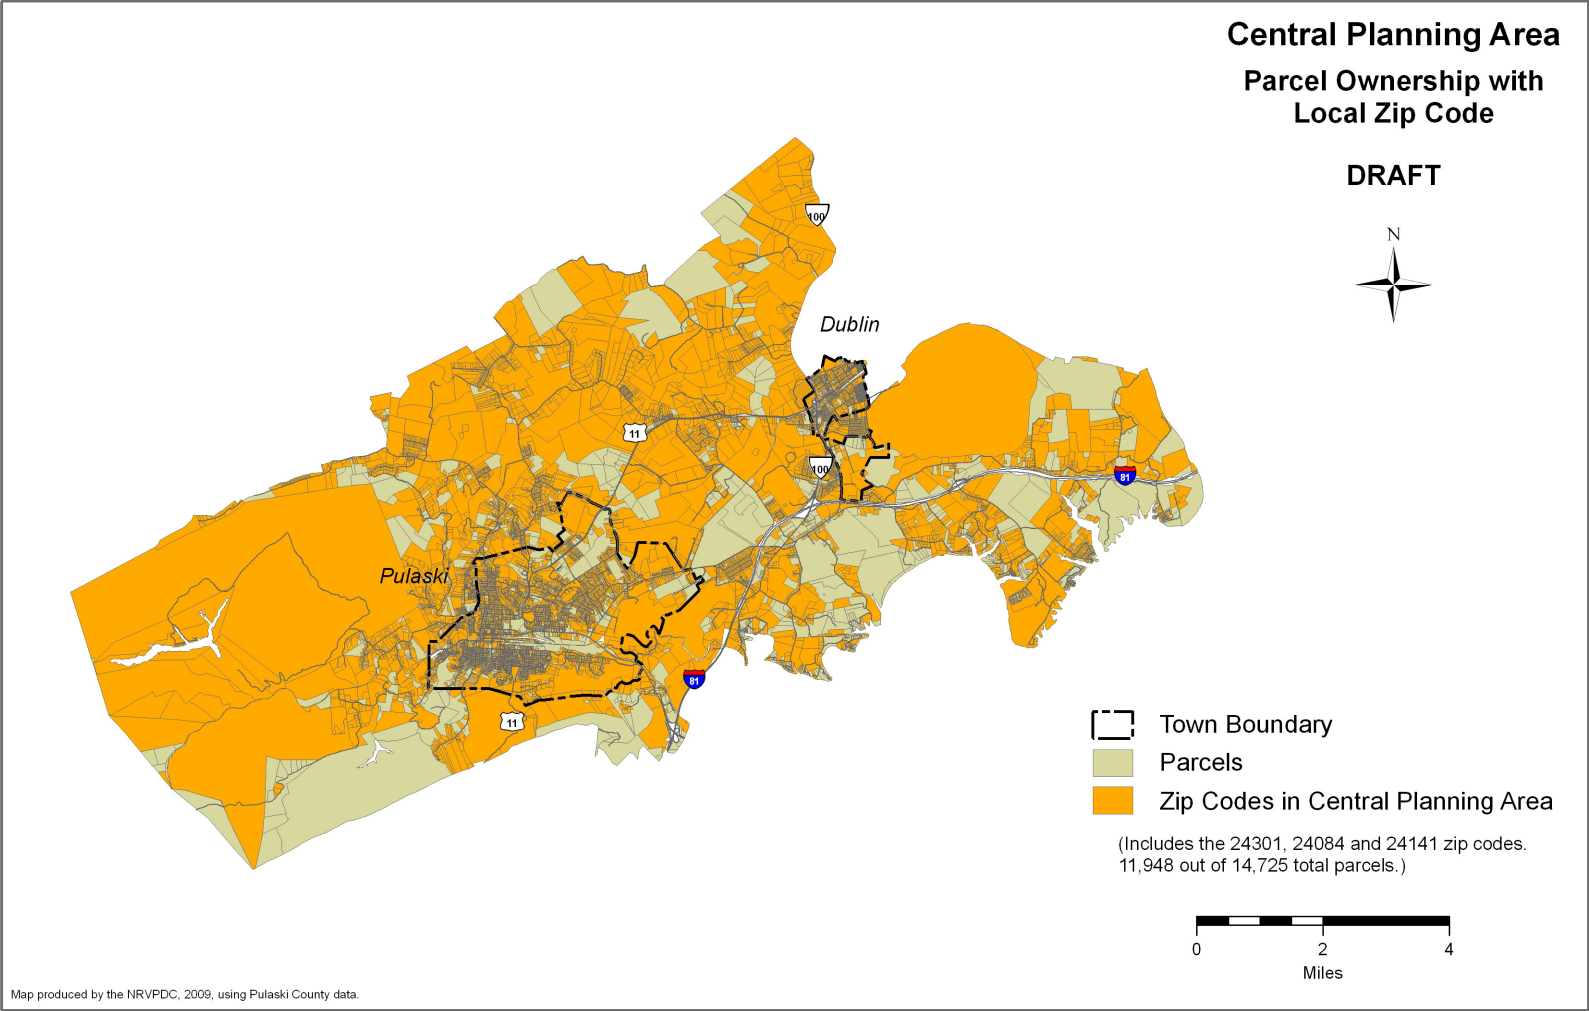 Central Planning Area
Parcel Ownership with
Local Zip Code
DRAFT
N
100
Dublin
11
100
81
Pulaski
81
11
Town Boundary
Parcels
Zip Codes in Central Planning Area
(Includes the 24301, 24084 and 24141 zip codes.
11,948 out of 14,725 total parcels.)
0 2 4
Miles
Map produced by the NRVPDC, 2009, using Pulaski County data.